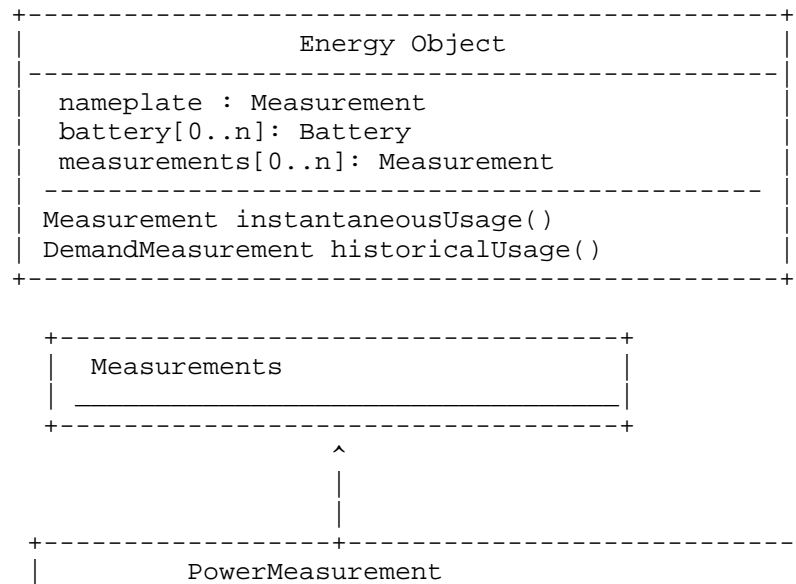 Energy Object
nameplate : Measurement
battery[0..n]: Battery
measurements[0..n]: Measurement
Measurement instantaneousUsage()
DemandMeasurement historicalUsage()
Measurements
PowerMeasurement